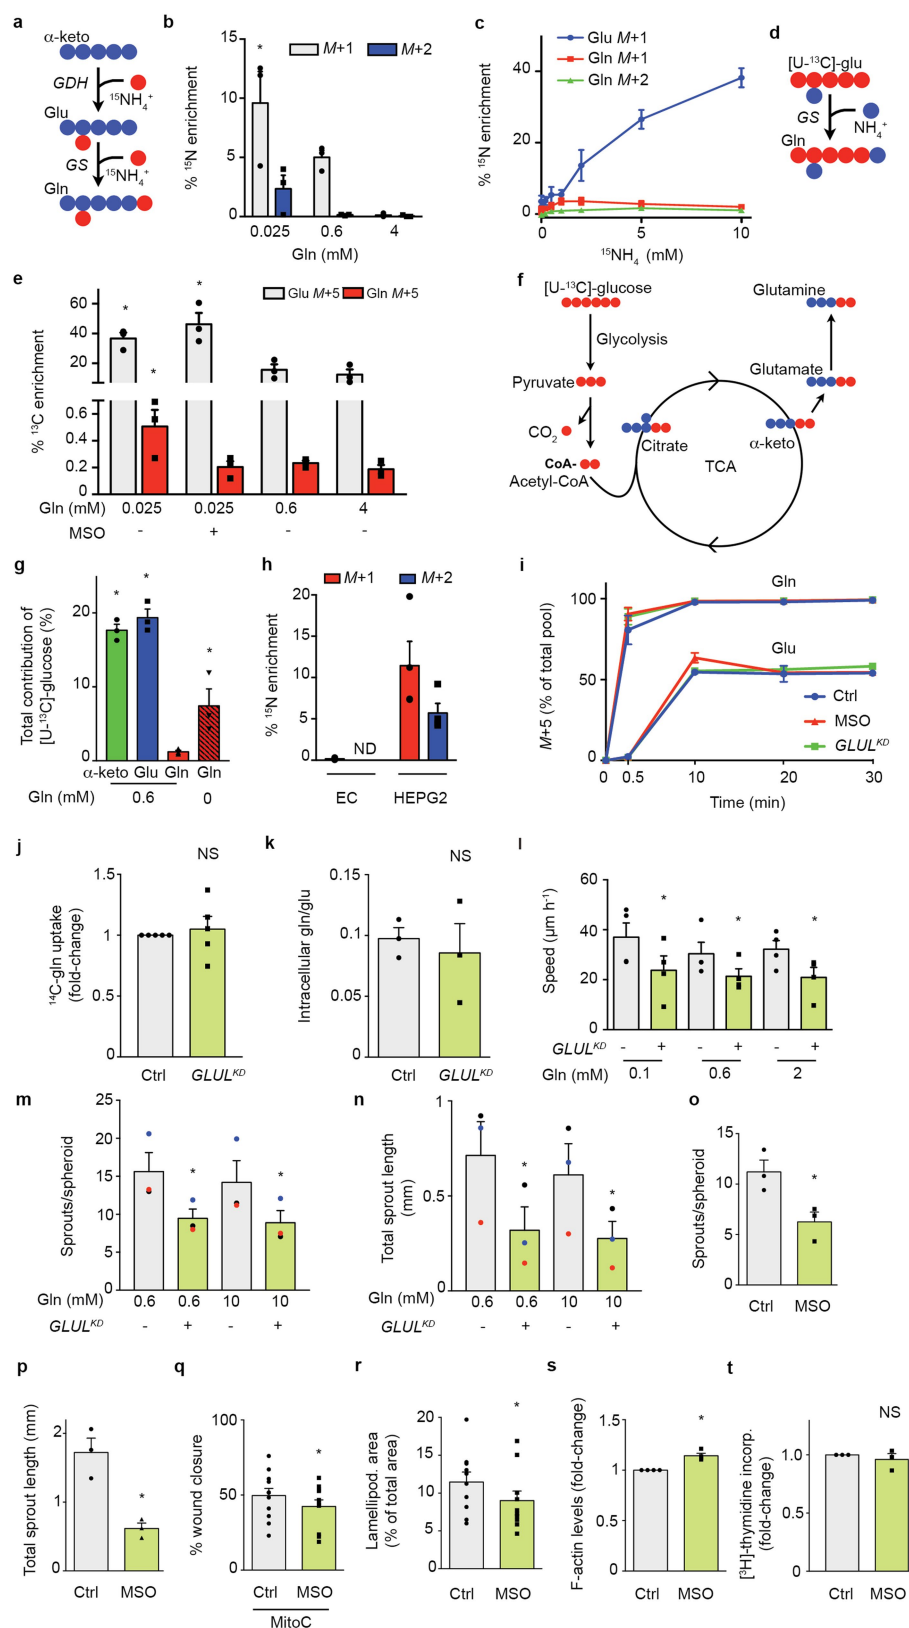 a
α-keto
GDH
¹⁵NH₄⁺
Glu
GS
¹⁵NH₄⁺
Gln
b
M+1
M+2
% ¹⁵N enrichment
15
10
5
0
*
0.025
0.6
4
Gln (mM)
c
Glu M+1
Gln M+1
Gln M+2
% ¹⁵N enrichment
40
20
0
0
5
10
¹⁵NH₄ (mM)
d
[U-¹³C]-glu
GS
NH₄⁺
Gln
e
Glu M+5
Gln M+5
% ¹³C enrichment
60
40
20
0.6
0.4
0.2
0
*
*
*
Gln (mM)
0.025
0.025
0.6
4
MSO
-
+
-
-
f
[U-¹³C]-glucose
Glycolysis
Pyruvate
CO₂
CoA-
Acetyl-CoA
Citrate
TCA
α-keto
Glutamate
Glutamine
g
Total contribution of
[U-¹³C]-glucose (%)
20
10
0
*
*
*
α-keto
Glu
Gln
Gln
Gln (mM)
0.6
0
h
M+1
M+2
% ¹⁵N enrichment
20
15
10
5
0
ND
EC
HEPG2
i
M+5 (% of total pool)
100
50
0
Gln
Glu
Ctrl
MSO
GLULᴷᴰ
0
0.5
10
20
30
Time (min)
j
NS
¹⁴C-gln uptake
(fold-change)
1.5
1
0.5
0
Ctrl
GLULᴷᴰ
k
NS
Intracellular gln/glu
0.15
0.1
0.05
0
Ctrl
GLULᴷᴰ
l
Speed (µm h⁻¹)
60
40
20
0
*
*
*
GLULᴷᴰ
-
+
-
+
-
+
Gln (mM)
0.1
0.6
2
m
Sprouts/spheroid
25
20
15
10
5
0
*
*
Gln (mM)
0.6
0.6
10
10
GLULᴷᴰ
-
+
-
+
n
Total sprout length
(mm)
1
0.5
0
*
*
Gln (mM)
0.6
0.6
10
10
GLULᴷᴰ
-
+
-
+
o
Sprouts/spheroid
15
10
5
0
*
Ctrl
MSO
p
Total sprout length (mm)
2
1
0
*
Ctrl
MSO
q
% wound closure
100
50
0
*
Ctrl
MSO
MitoC
r
Lamellipod. area
(% of total area)
20
15
10
5
0
*
Ctrl
MSO
s
F-actin levels (fold-change)
1.5
1
0.5
0
*
Ctrl
MSO
t
NS
[³H]-thymidine incorp.
(fold-change)
1.0
0.5
0
Ctrl
MSO